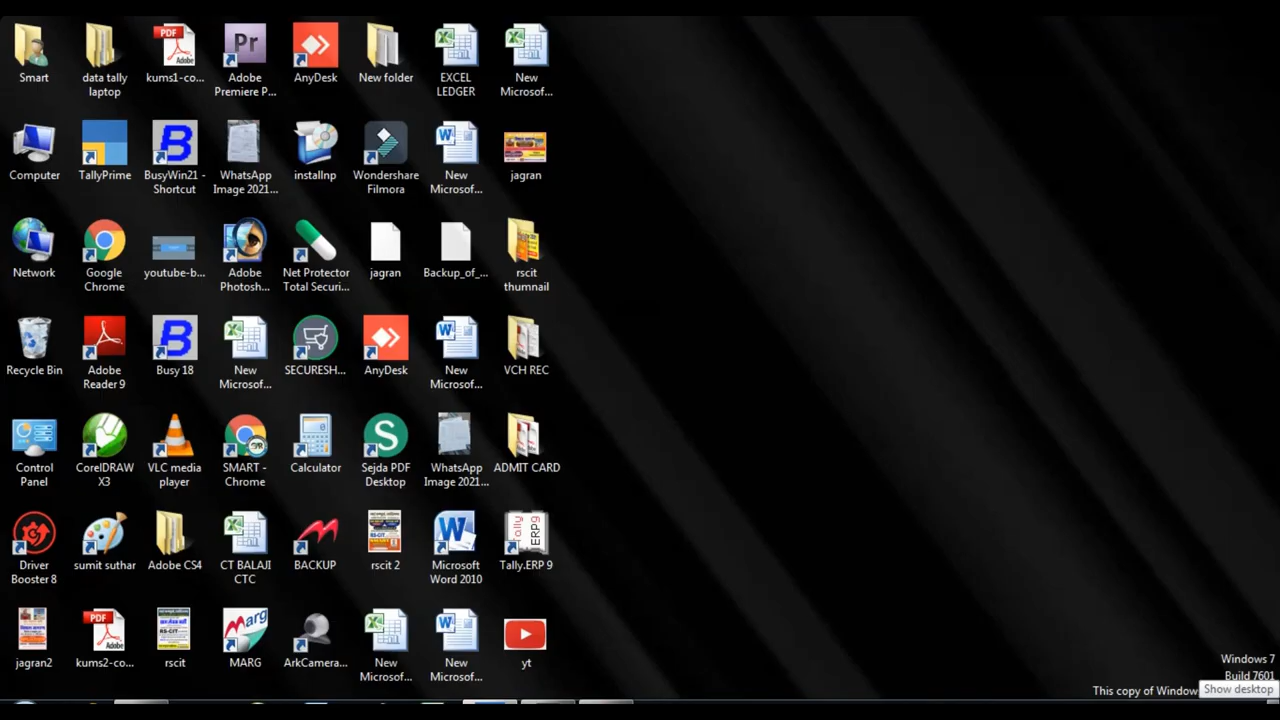 Smart
data tally
laptop
kums1-co...
Adobe
Premiere P...
AnyDesk
New folder
EXCEL
LEDGER
New
Microsof...
Computer
TallyPrime
BusyWin21 -
Shortcut
WhatsApp
Image 2021...
installnp
Wondershare
Filmora
New
Microsof...
jagran
Network
Google
Chrome
youtube-b...
Adobe
Photosh...
Net Protector
Total Securi...
jagran
Backup_of_...
rscit
thumnail
Recycle Bin
Adobe
Reader 9
Busy 18
New
Microsof...
SECURESH...
AnyDesk
New
Microsof...
VCH REC
Control
Panel
CorelDRAW
X3
VLC media
player
SMART -
Chrome
Calculator
Sejda PDF
Desktop
WhatsApp
Image 2021...
ADMIT CARD
Driver
Booster 8
sumit suthar
Adobe CS4
CT BALAJI
CTC
BACKUP
rscit 2
Microsoft
Word 2010
Tally.ERP 9
jagran2
kums2-co...
rscit
MARG
ArkCamera...
New
Microsof...
New
Microsof...
yt
Windows 7
Build 7601
This copy of Window
Show desktop